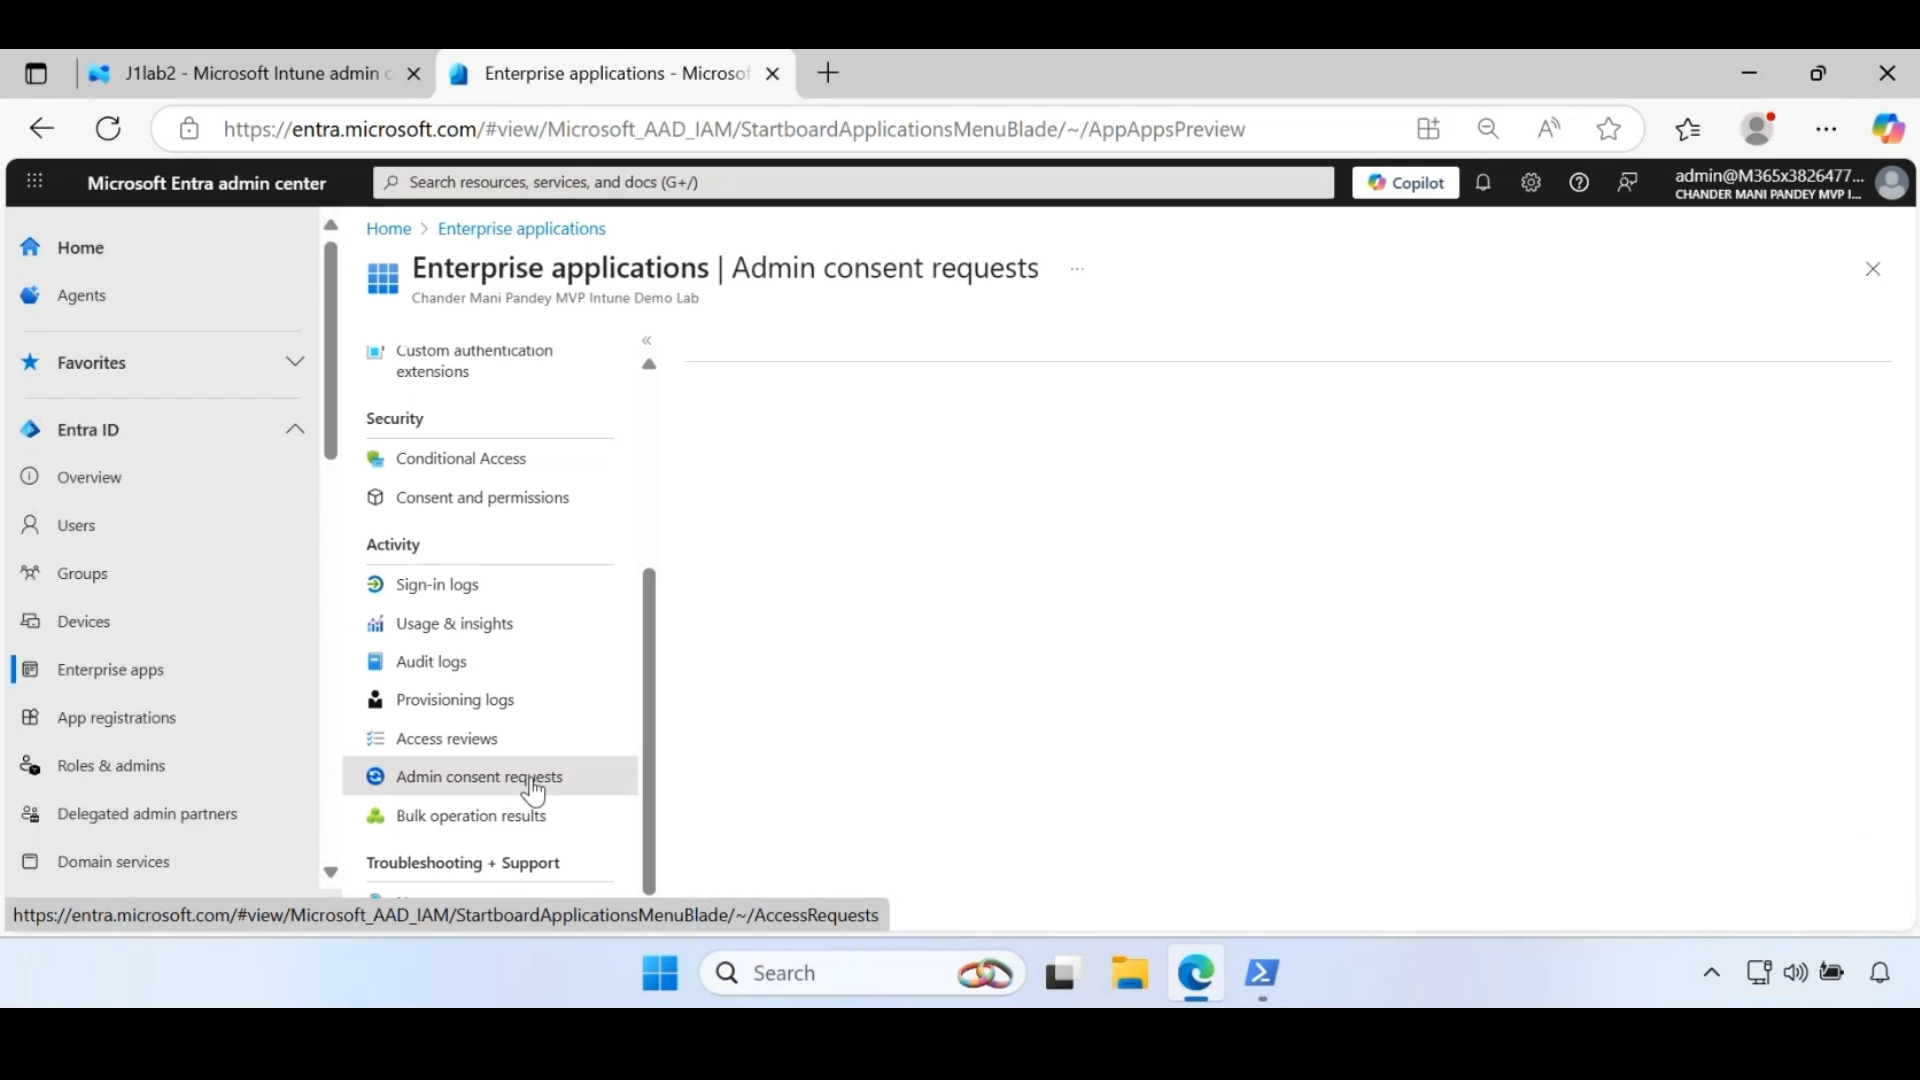 J1lab2 - Microsoft Intune admin c
Enterprise applications - Microsof
https://entra.microsoft.com/#view/Microsoft_AAD_IAM/StartboardApplicationsMenuBlade/~/AppAppsPreview
Microsoft Entra admin center
Search resources, services, and docs (G+/)
Copilot
admin@M365x3826477...
CHANDER MANI PANDEY MVP I...
Home
Agents
Favorites
Entra ID
Overview
Users
Groups
Devices
Enterprise apps
App registrations
Roles & admins
Delegated admin partners
Domain services
Home > Enterprise applications
Enterprise applications | Admin consent requests
Chander Mani Pandey MVP Intune Demo Lab
Custom authentication
extensions
Security
Conditional Access
Consent and permissions
Activity
Sign-in logs
Usage & insights
Audit logs
Provisioning logs
Access reviews
Admin consent requests
Bulk operation results
Troubleshooting + Support
https://entra.microsoft.com/#view/Microsoft_AAD_IAM/StartboardApplicationsMenuBlade/~/AccessRequests
Search